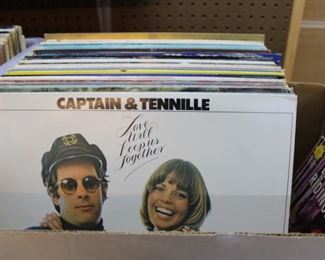 CAPTAIN & TENNILLE
Love Will
Keep us
Together